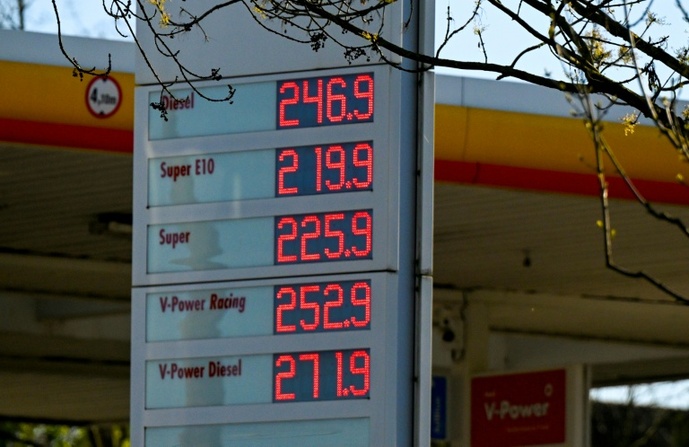 4,10m
Diesel 246.9
Super E10 219.9
Super 225.9
V-Power Racing 252.9
V-Power Diesel 271.9
V-Power